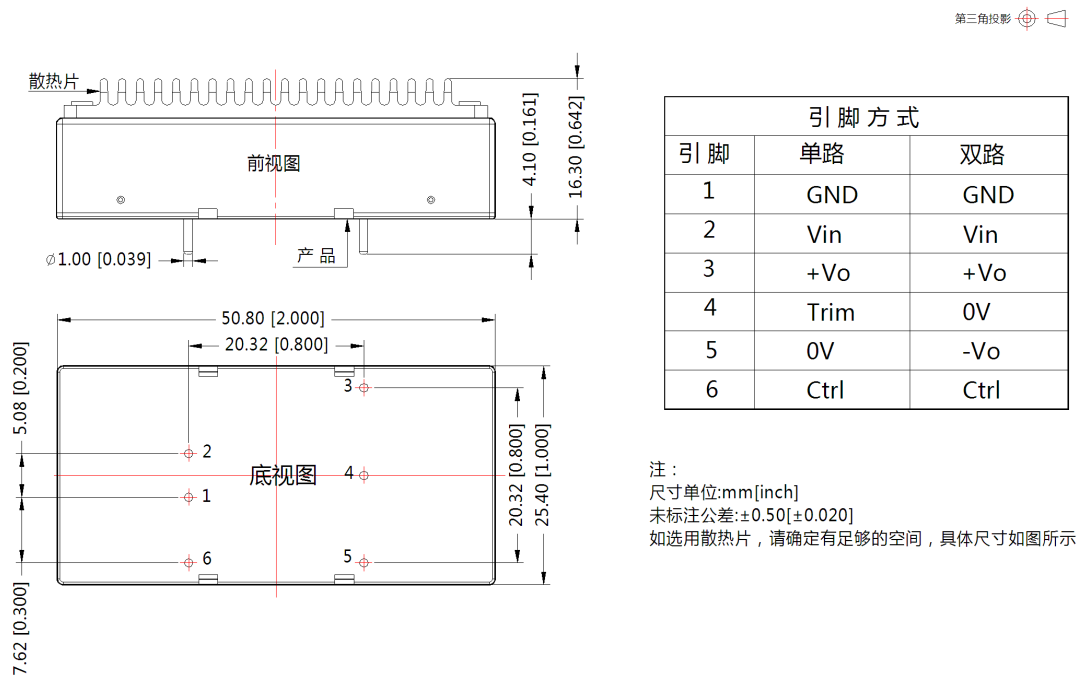 第三角投影
散热片
前视图
4.10 [0.161]
16.30 [0.642]
⌀1.00 [0.039]
产 品
50.80 [2.000]
20.32 [0.800]
5.08 [0.200]
3
2
底视图
4
1
6
5
20.32 [0.800]
25.40 [1.000]
7.62 [0.300]
引 脚 方 式
引 脚 单路 双路
1 GND GND
2 Vin Vin
3 +Vo +Vo
4 Trim 0V
5 0V -Vo
6 Ctrl Ctrl
注：
尺寸单位:mm[inch]
未标注公差:±0.50[±0.020]
如选用散热片，请确定有足够的空间，具体尺寸如图所示